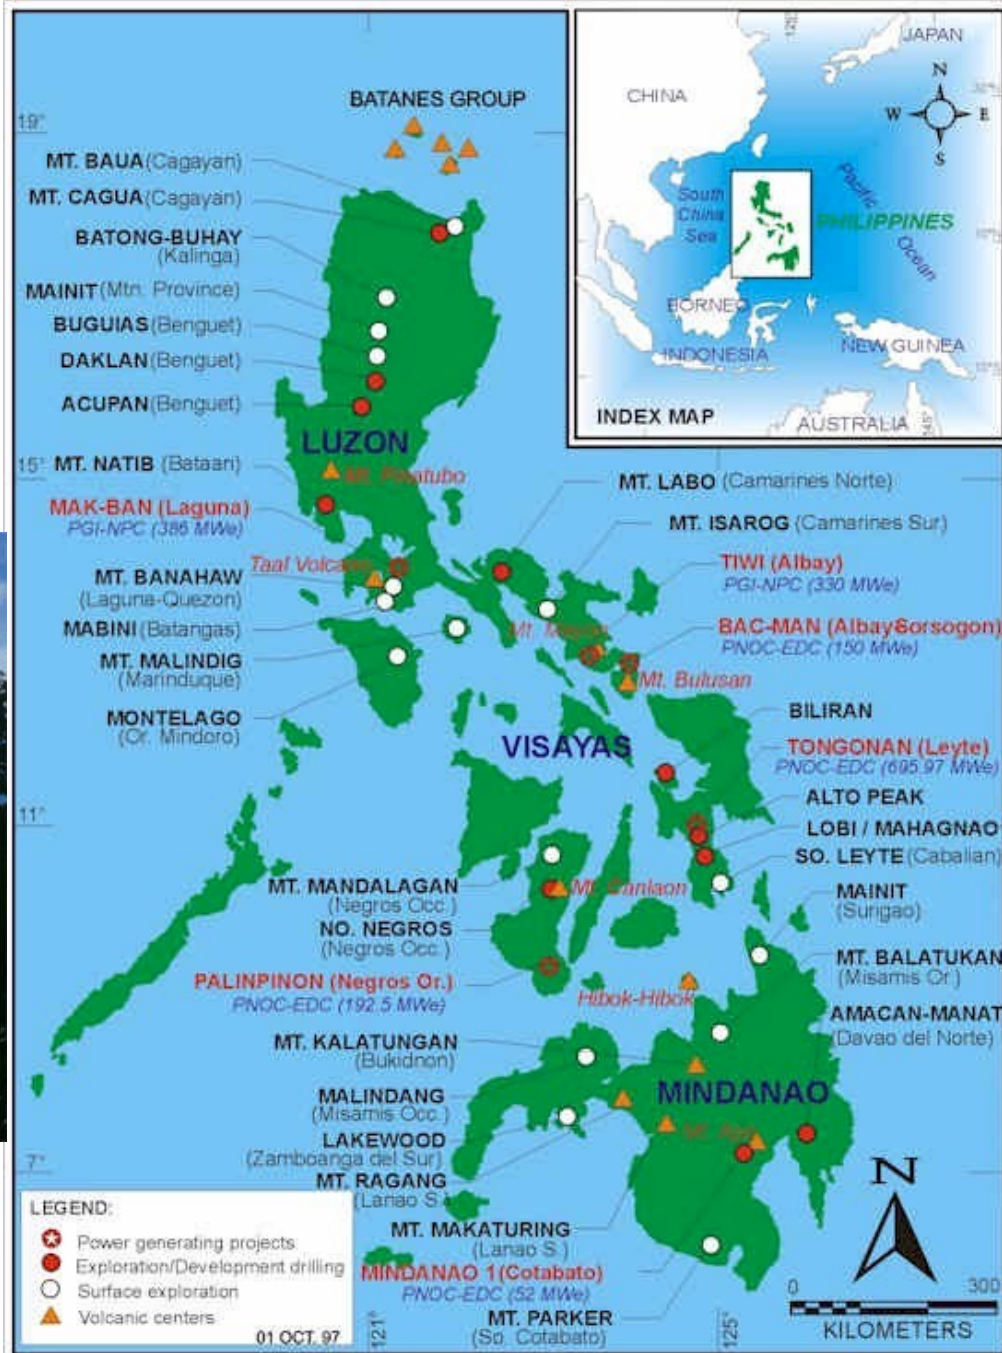 BATANES GROUP
19°
MT. BAUA (Cagayan)
MT. CAGUA (Cagayan)
BATONG-BUHAY
(Kalinga)
MAINIT (Mtn. Province)
BUGUIAS (Benguet)
DAKLAN (Benguet)
ACUPAN (Benguet)
LUZON
15°
MT. NATIB (Bataan)
Mt. Pinatubo
MAK-BAN (Laguna)
PGI-NPC (386 MWe)
Taal Volcano
MT. BANAHAW
(Laguna-Quezon)
MABINI (Batangas)
MT. MALINDIG
(Marinduque)
MONTELAGO
(Or. Mindoro)
125°
JAPAN
CHINA
N
W
E
S
South
China
Sea
Pacific
Ocean
PHILIPPINES
BORNEO
INDONESIA
NEW GUINEA
AUSTRALIA
145°
INDEX MAP
MT. LABO (Camarines Norte)
MT. ISAROG (Camarines Sur)
TIWI (Albay)
PGI-NPC (330 MWe)
Mt. Mayon
BAC-MAN (Albay&Sorsogon)
PNOC-EDC (150 MWe)
Mt. Bulusan
VISAYAS
BILIRAN
TONGONAN (Leyte)
PNOC-EDC (695.97 MWe)
ALTO PEAK
LOBI / MAHAGNAO
SO. LEYTE (Cabalian)
11°
MT. MANDALAGAN
(Negros Occ.)
Mt. Canlaon
NO. NEGROS
(Negros Occ.)
PALINPINON (Negros Or.)
PNOC-EDC (192.5 MWe)
Hibok-Hibok
MAINIT
(Surigao)
MT. BALATUKAN
(Misamis Or.)
AMACAN-MANAT
(Davao del Norte)
MT. KALATUNGAN
(Bukidnon)
MALINDANG
(Misamis Occ.)
LAKEWOOD
(Zamboanga del Sur)
MINDANAO
Mt. Apo
7°
MT. RAGANG
(Lanao S.)
MT. MAKATURING
(Lanao S.)
MINDANAO 1 (Cotabato)
PNOC-EDC (52 MWe)
MT. PARKER
(So. Cotabato)
LEGEND:
Power generating projects
Exploration/Development drilling
Surface exploration
Volcanic centers
01 OCT. 97
121°
125°
N
0 300
KILOMETERS